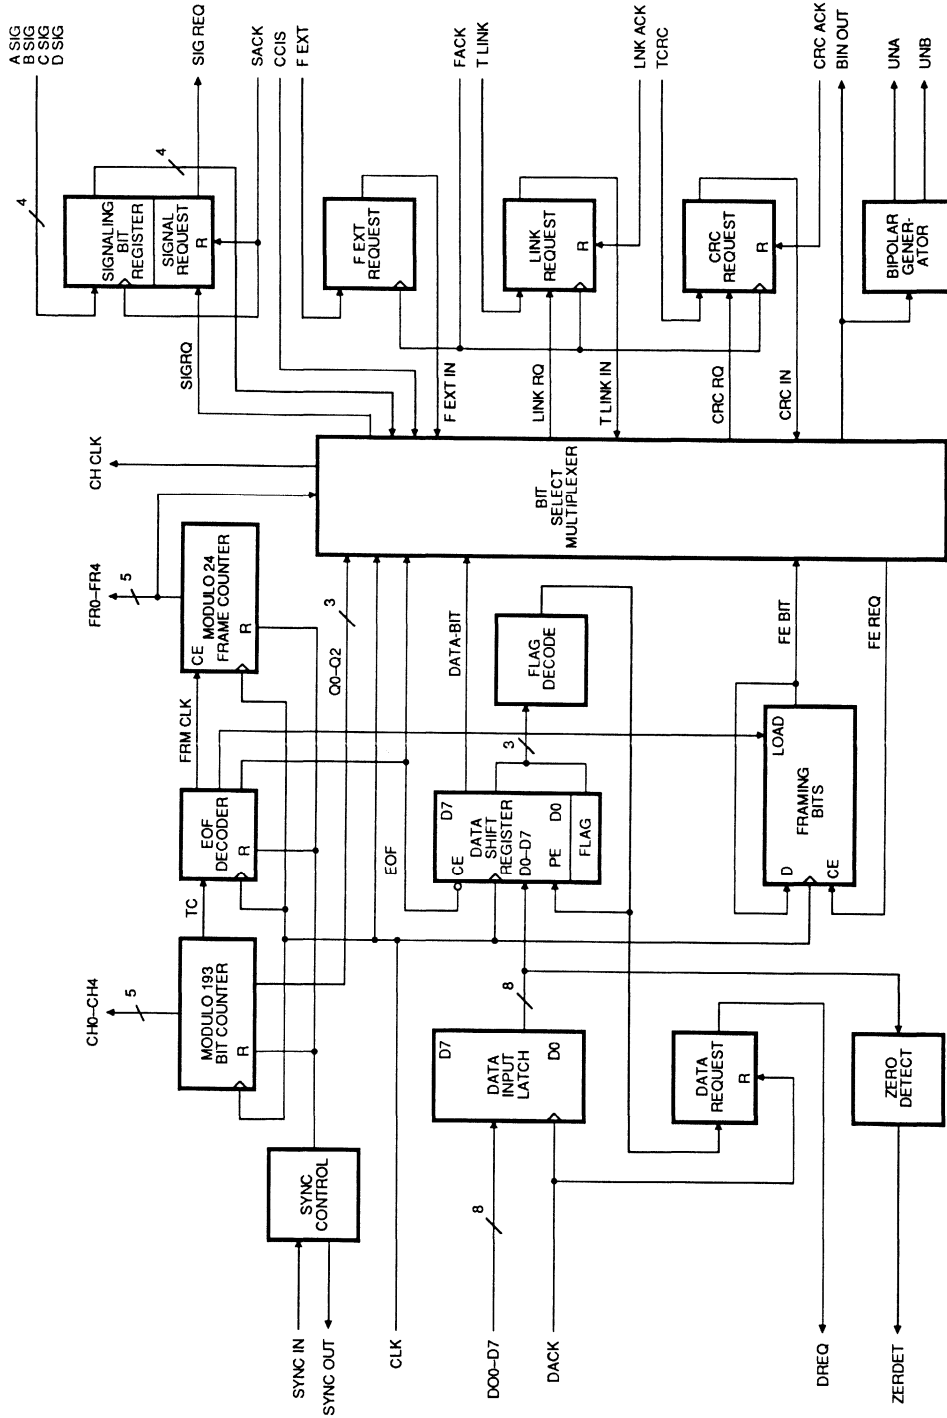 SYNC IN
SYNC OUT
CLK
DO0–D7
DACK
DREQ
ZERDET
SYNC
CONTROL
CH0–CH4
5
MODULO 193
BIT COUNTER
R
TC
EOF
DECODER
R
FRM CLK
FR0–FR4
5
CE
MODULO 24
FRAME COUNTER
R
CH CLK
Q0–Q2
3
EOF
8
D7
DATA
INPUT
LATCH
D0
8
DATA
REQUEST
R
ZERO
DETECT
CE
D7
DATA
SHIFT
REGISTER
D0–D7
PE
D0
FLAG
3
FLAG
DECODE
DATA-BIT
D
LOAD
FRAMING
BITS
CE
FE BIT
FE REQ
BIT
SELECT
MULTIPLEXER
SIGRQ
F EXT IN
LINK RQ
T LINK IN
CRC RQ
CRC IN
4
SIGNALING
BIT
REGISTER
SIGNAL
REQUEST
R
4
F EXT
REQUEST
LINK
REQUEST
R
CRC
REQUEST
R
BIPOLAR
GENER-
ATOR
A SIG
B SIG
C SIG
D SIG
SIG REQ
SACK
CCIS
F EXT
FACK
T LINK
LNK ACK
TCRC
CRC ACK
BIN OUT
UNA
UNB